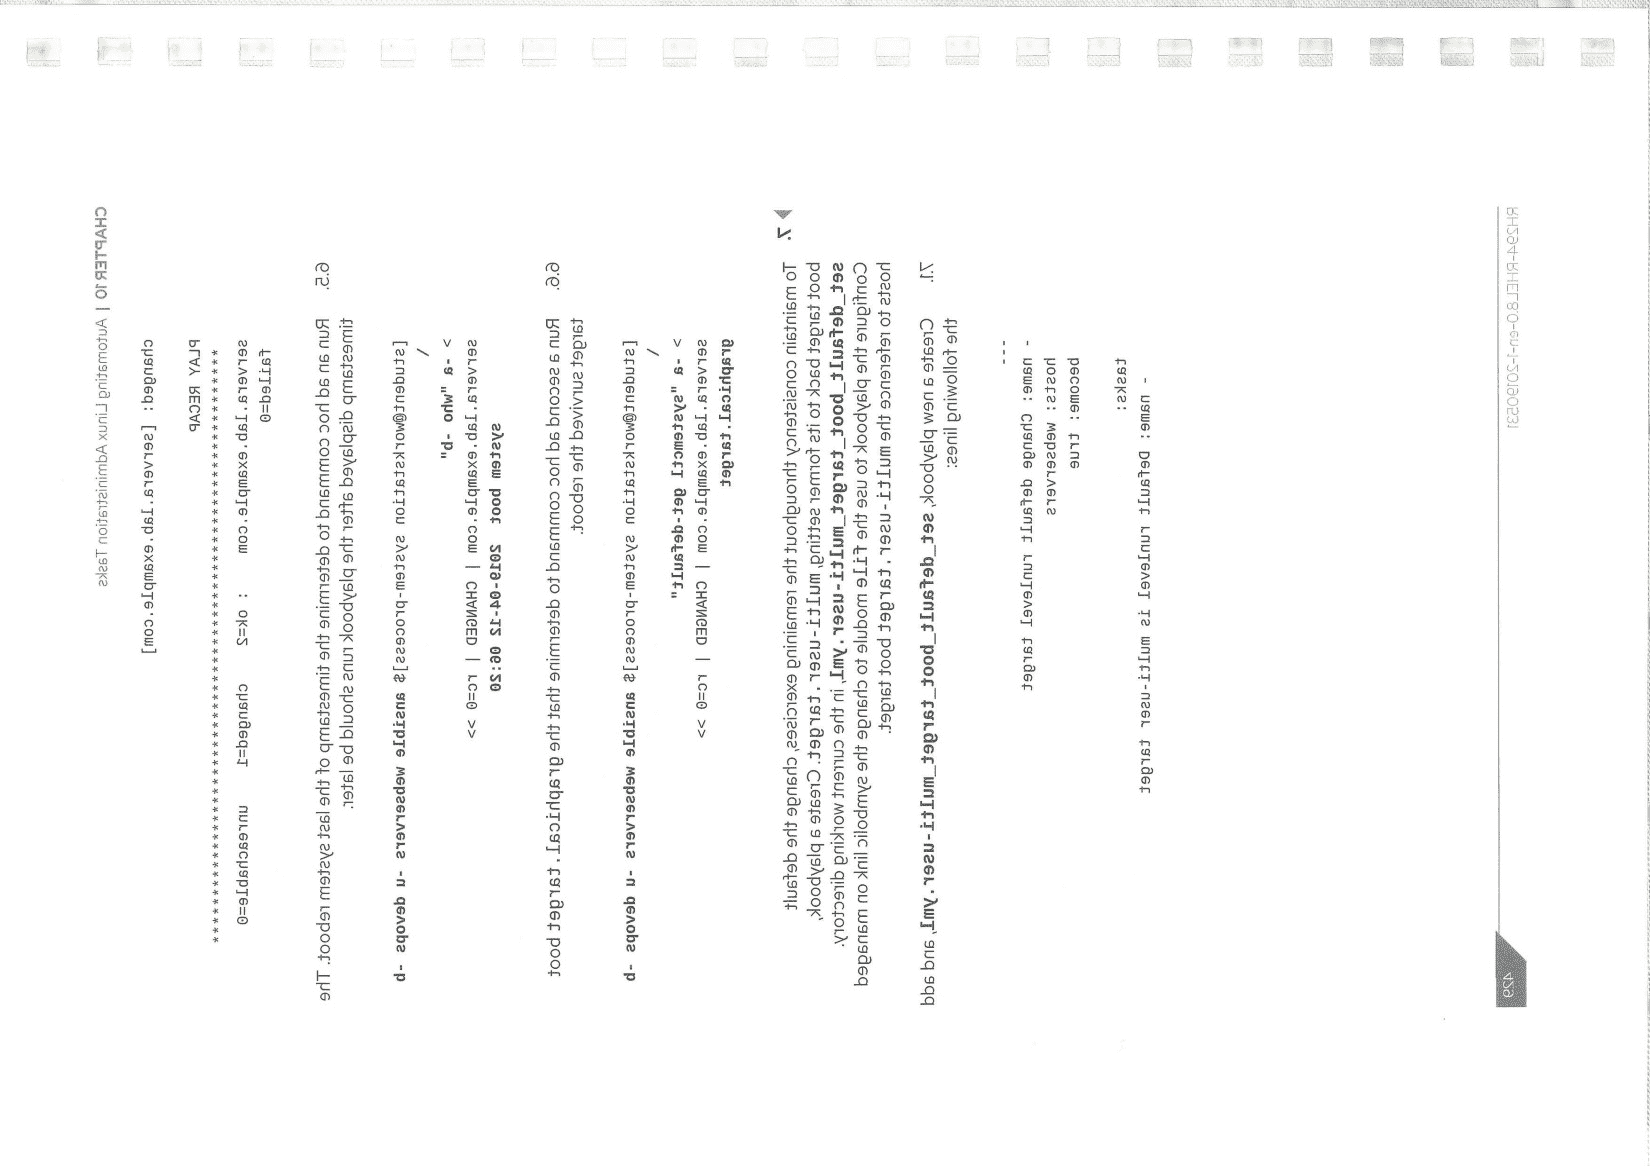 CHAPTER 10 | Automating Linux Administration Tasks
changed: [servera.lab.example.com]
PLAY RECAP
****************************************************************
servera.lab.example.com    : ok=2    changed=1    unreachable=0
failed=0
6.5. Run an ad hoc command to determine the timestamp of the last system reboot. The
timestamp displayed after the playbook runs should be later.
[student@workstation system-process]$ ansible webservers -u devops -b
\
> -a "who -b"
servera.lab.example.com | CHANGED | rc=0 >>
system boot  2019-04-12 06:20
6.6. Run a second ad hoc command to determine that the graphical.target boot
target survived the reboot.
[student@workstation system-process]$ ansible webservers -u devops -b
\
> -a "systemctl get-default"
servera.lab.example.com | CHANGED | rc=0 >>
graphical.target
7. To maintain consistency throughout the remaining exercises, change the default
boot target back to its former setting, multi-user.target. Create a playbook,
set_default_boot_target_multi-user.yml, in the current working directory.
Configure the playbook to use the file module to change the symbolic link on managed
hosts to reference the multi-user.target boot target.
7.1. Create a new playbook, set_default_boot_target_multi-user.yml, and add
the following lines:
---
- name: Change default runlevel target
hosts: webservers
become: true
tasks:
- name: Default runlevel is multi-user target
RH294-RHEL8.0-en-1-20190531
429